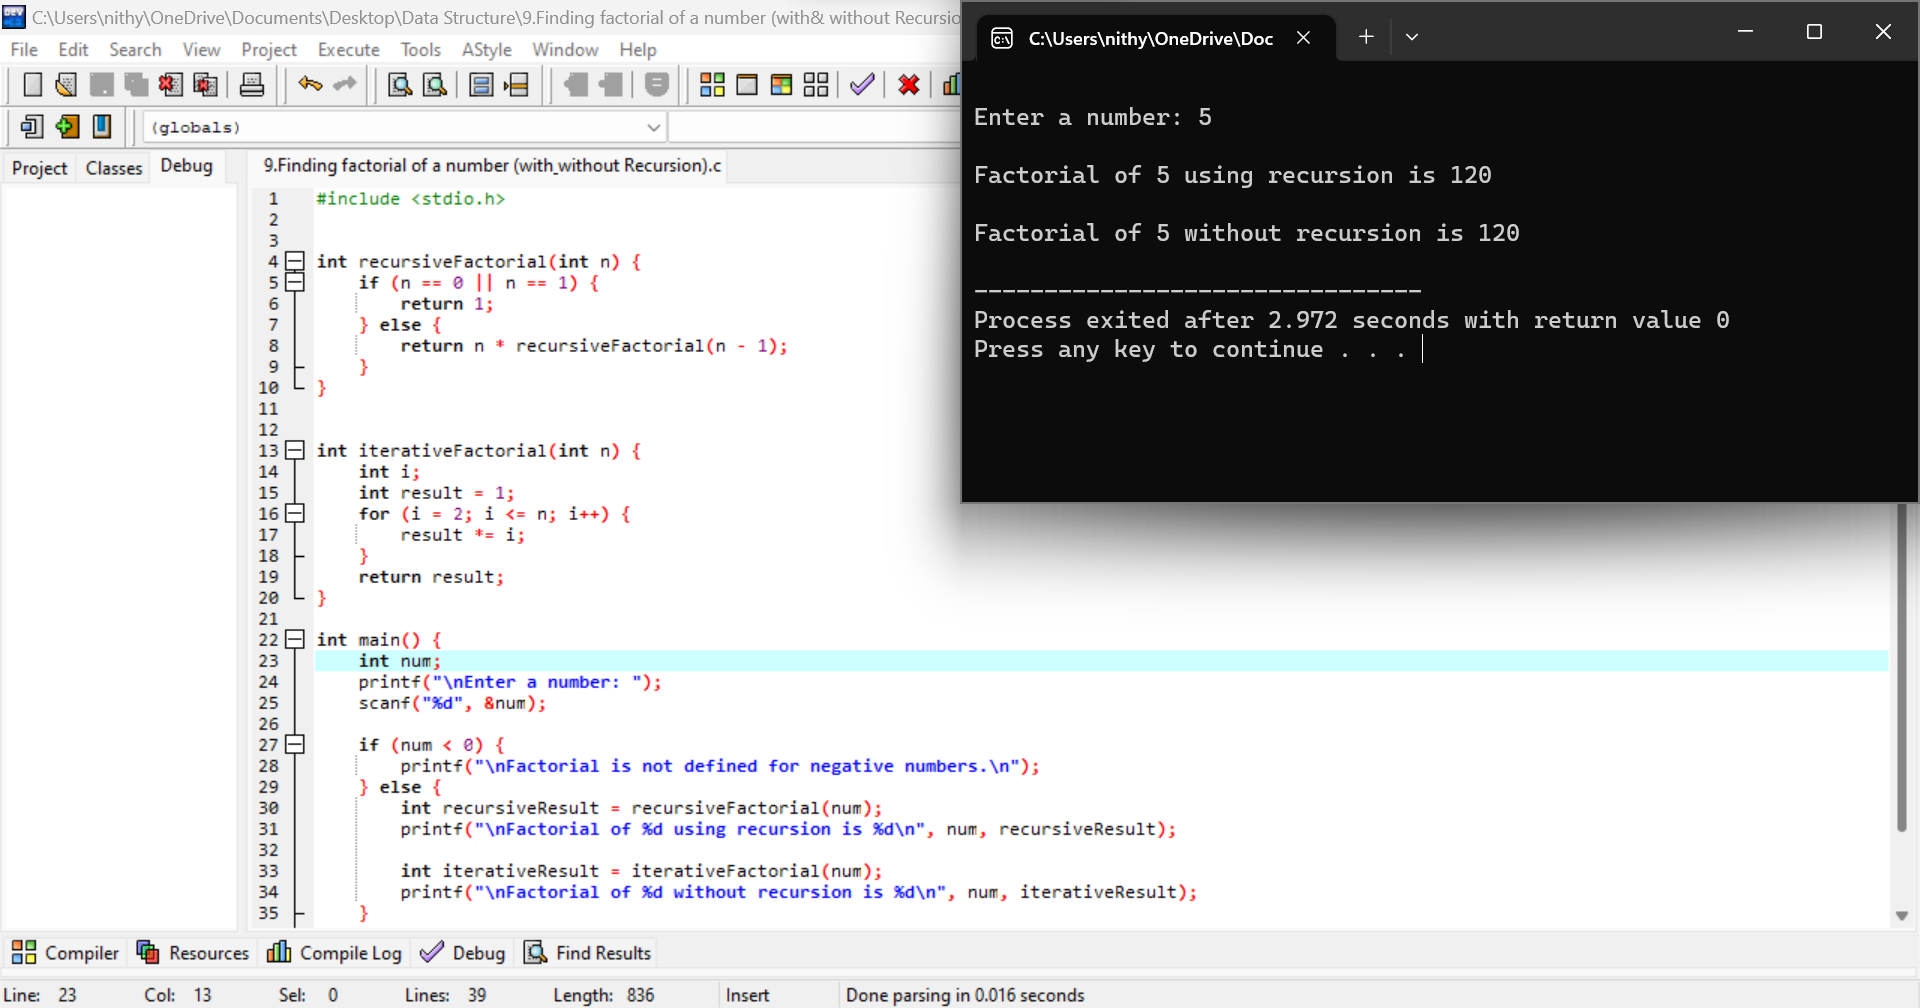 C:\Users\nithy\OneDrive\Documents\Desktop\Data Structure\9.Finding factorial of a number (with& without Recursio
File Edit Search View Project Execute Tools AStyle Window Help
(globals)
Project Classes Debug
9.Finding factorial of a number (with_without Recursion).c
1 #include <stdio.h>
2
3
4 int recursiveFactorial(int n) {
5     if (n == 0 || n == 1) {
6         return 1;
7     } else {
8         return n * recursiveFactorial(n - 1);
9     }
10 }
11
12
13 int iterativeFactorial(int n) {
14     int i;
15     int result = 1;
16     for (i = 2; i <= n; i++) {
17         result *= i;
18     }
19     return result;
20 }
21
22 int main() {
23     int num;
24     printf("\nEnter a number: ");
25     scanf("%d", &num);
26
27     if (num < 0) {
28         printf("\nFactorial is not defined for negative numbers.\n");
29     } else {
30         int recursiveResult = recursiveFactorial(num);
31         printf("\nFactorial of %d using recursion is %d\n", num, recursiveResult);
32
33         int iterativeResult = iterativeFactorial(num);
34         printf("\nFactorial of %d without recursion is %d\n", num, iterativeResult);
35     }
C:\Users\nithy\OneDrive\Doc
Enter a number: 5
Factorial of 5 using recursion is 120
Factorial of 5 without recursion is 120
--------------------------------
Process exited after 2.972 seconds with return value 0
Press any key to continue . . .
Compiler Resources Compile Log Debug Find Results
Line: 23 Col: 13 Sel: 0 Lines: 39 Length: 836 Insert Done parsing in 0.016 seconds